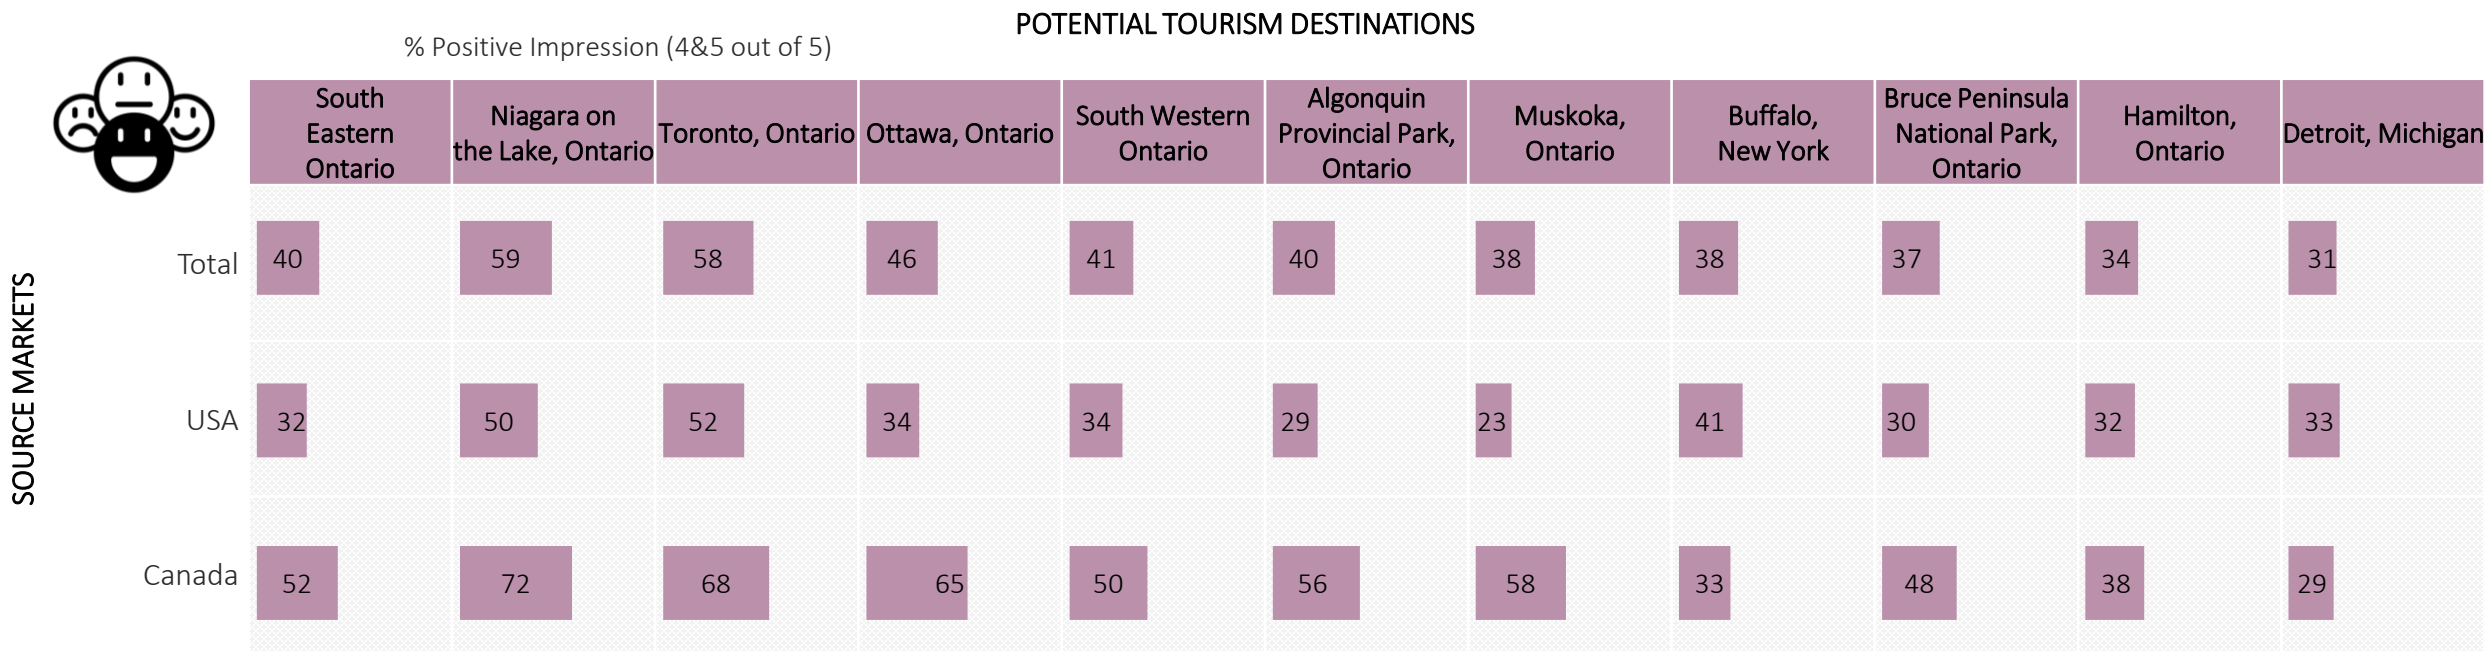 POTENTIAL TOURISM DESTINATIONS
% Positive Impression (4&5 out of 5)
South
Eastern
Ontario
Niagara on
the Lake, Ontario
Toronto, Ontario
Ottawa, Ontario
South Western
Ontario
Algonquin
Provincial Park,
Ontario
Muskoka,
Ontario
Buffalo,
New York
Bruce Peninsula
National Park,
Ontario
Hamilton,
Ontario
Detroit, Michigan
SOURCE MARKETS
Total 40 59 58 46 41 40 38 38 37 34 31
USA 32 50 52 34 34 29 23 41 30 32 33
Canada 52 72 68 65 50 56 58 33 48 38 29